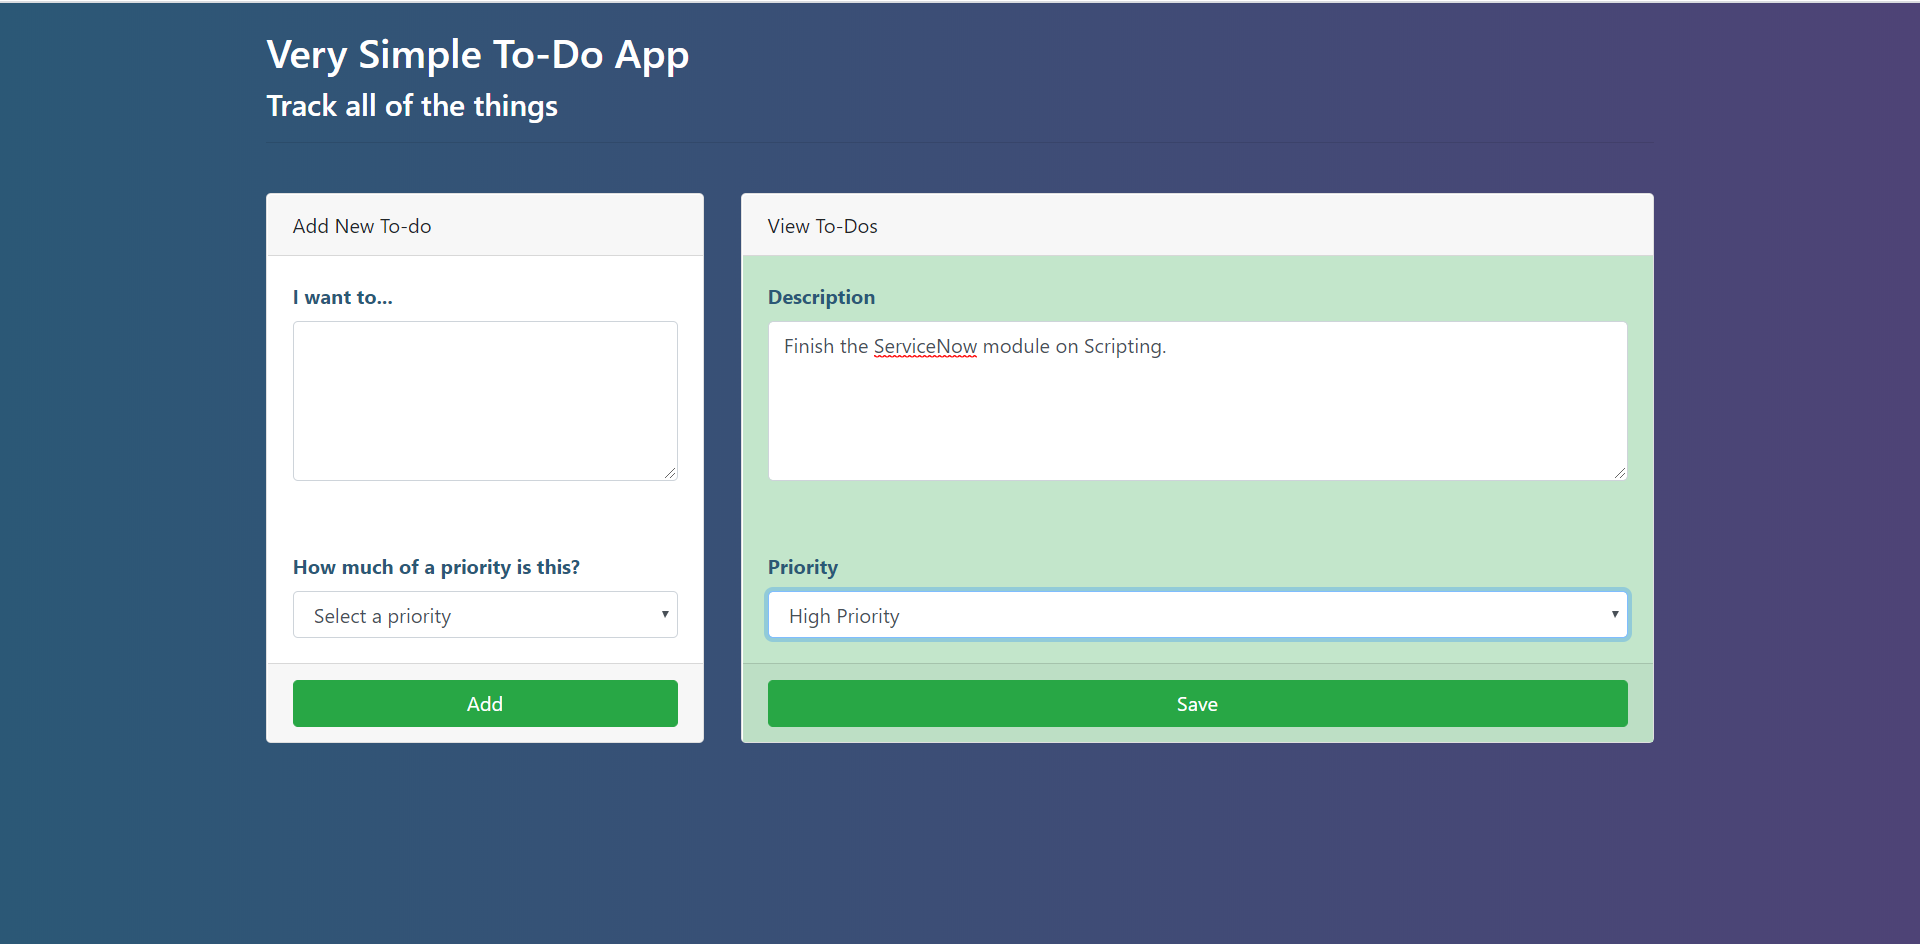 Very Simple To-Do App
Track all of the things
Add New To-do
I want to...
How much of a priority is this?
Select a priority
Add
View To-Dos
Description
Finish the ServiceNow module on Scripting.
Priority
High Priority
Save